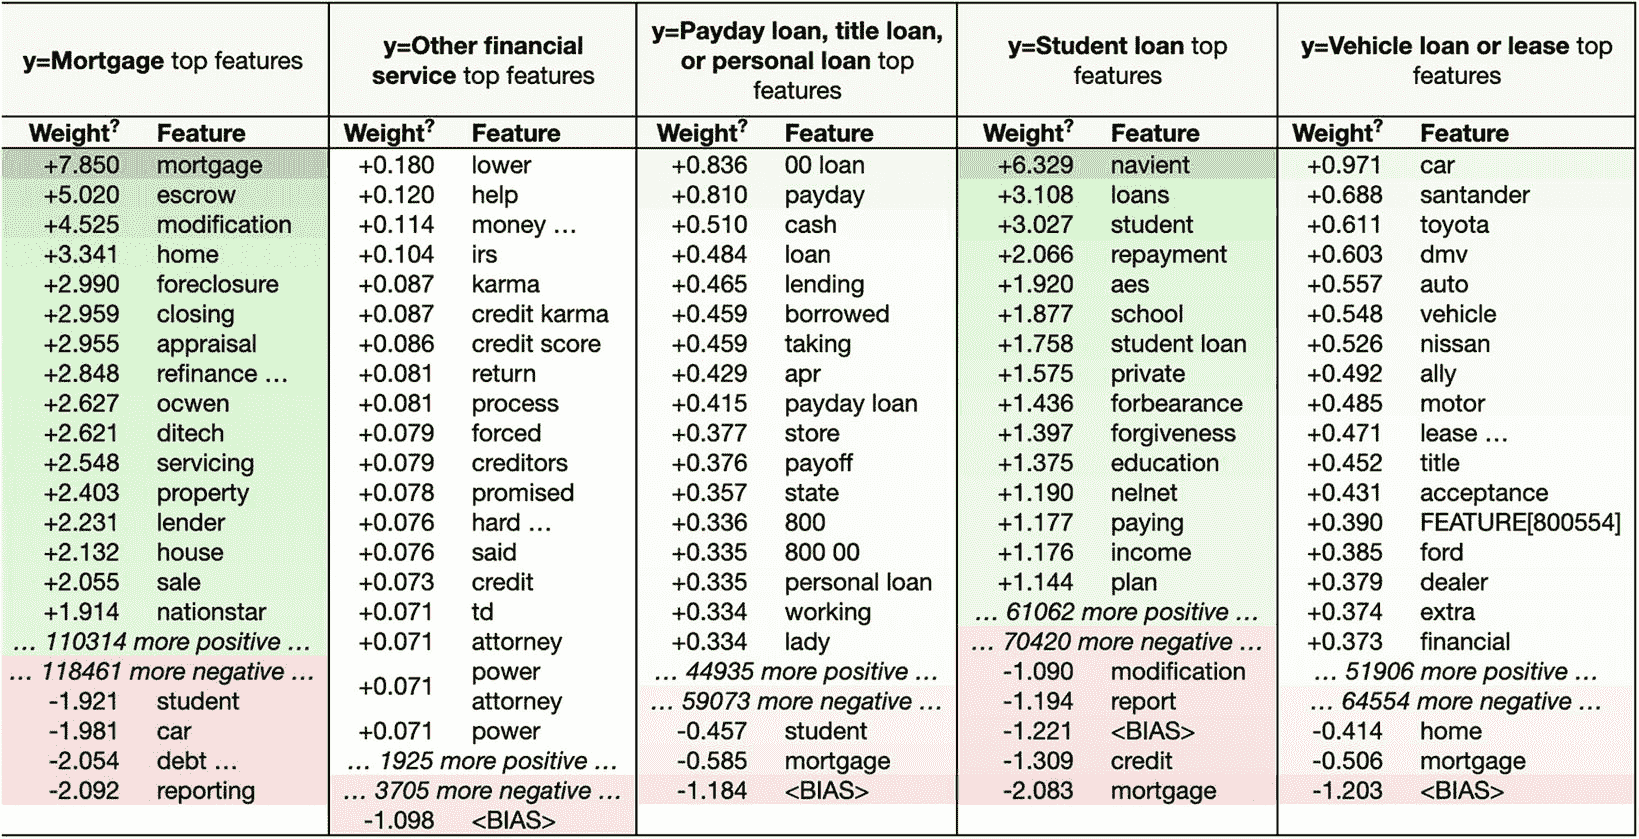 y=Mortgage top features
Weight? Feature
+7.850 mortgage
+5.020 escrow
+4.525 modification
+3.341 home
+2.990 foreclosure
+2.959 closing
+2.955 appraisal
+2.848 refinance …
+2.627 ocwen
+2.621 ditech
+2.548 servicing
+2.403 property
+2.231 lender
+2.132 house
+2.055 sale
+1.914 nationstar
… 110314 more positive …
… 118461 more negative …
-1.921 student
-1.981 car
-2.054 debt …
-2.092 reporting
y=Other financial
service top features
Weight? Feature
+0.180 lower
+0.120 help
+0.114 money …
+0.104 irs
+0.087 karma
+0.087 credit karma
+0.086 credit score
+0.081 return
+0.081 process
+0.079 forced
+0.079 creditors
+0.078 promised
+0.076 hard …
+0.076 said
+0.073 credit
+0.071 td
+0.071 attorney
+0.071 power
attorney
+0.071 power
… 1925 more positive …
… 3705 more negative …
-1.098 <BIAS>
y=Payday loan, title loan,
or personal loan top
features
Weight? Feature
+0.836 00 loan
+0.810 payday
+0.510 cash
+0.484 loan
+0.465 lending
+0.459 borrowed
+0.459 taking
+0.429 apr
+0.415 payday loan
+0.377 store
+0.376 payoff
+0.357 state
+0.336 800
+0.335 800 00
+0.335 personal loan
+0.334 working
+0.334 lady
… 44935 more positive …
… 59073 more negative …
-0.457 student
-0.585 mortgage
-1.184 <BIAS>
y=Student loan top
features
Weight? Feature
+6.329 navient
+3.108 loans
+3.027 student
+2.066 repayment
+1.920 aes
+1.877 school
+1.758 student loan
+1.575 private
+1.436 forbearance
+1.397 forgiveness
+1.375 education
+1.190 nelnet
+1.177 paying
+1.176 income
+1.144 plan
… 61062 more positive …
… 70420 more negative …
-1.090 modification
-1.194 report
-1.221 <BIAS>
-1.309 credit
-2.083 mortgage
y=Vehicle loan or lease top
features
Weight? Feature
+0.971 car
+0.688 santander
+0.611 toyota
+0.603 dmv
+0.557 auto
+0.548 vehicle
+0.526 nissan
+0.492 ally
+0.485 motor
+0.471 lease …
+0.452 title
+0.431 acceptance
+0.390 FEATURE[800554]
+0.385 ford
+0.379 dealer
+0.374 extra
+0.373 financial
… 51906 more positive …
… 64554 more negative …
-0.414 home
-0.506 mortgage
-1.203 <BIAS>